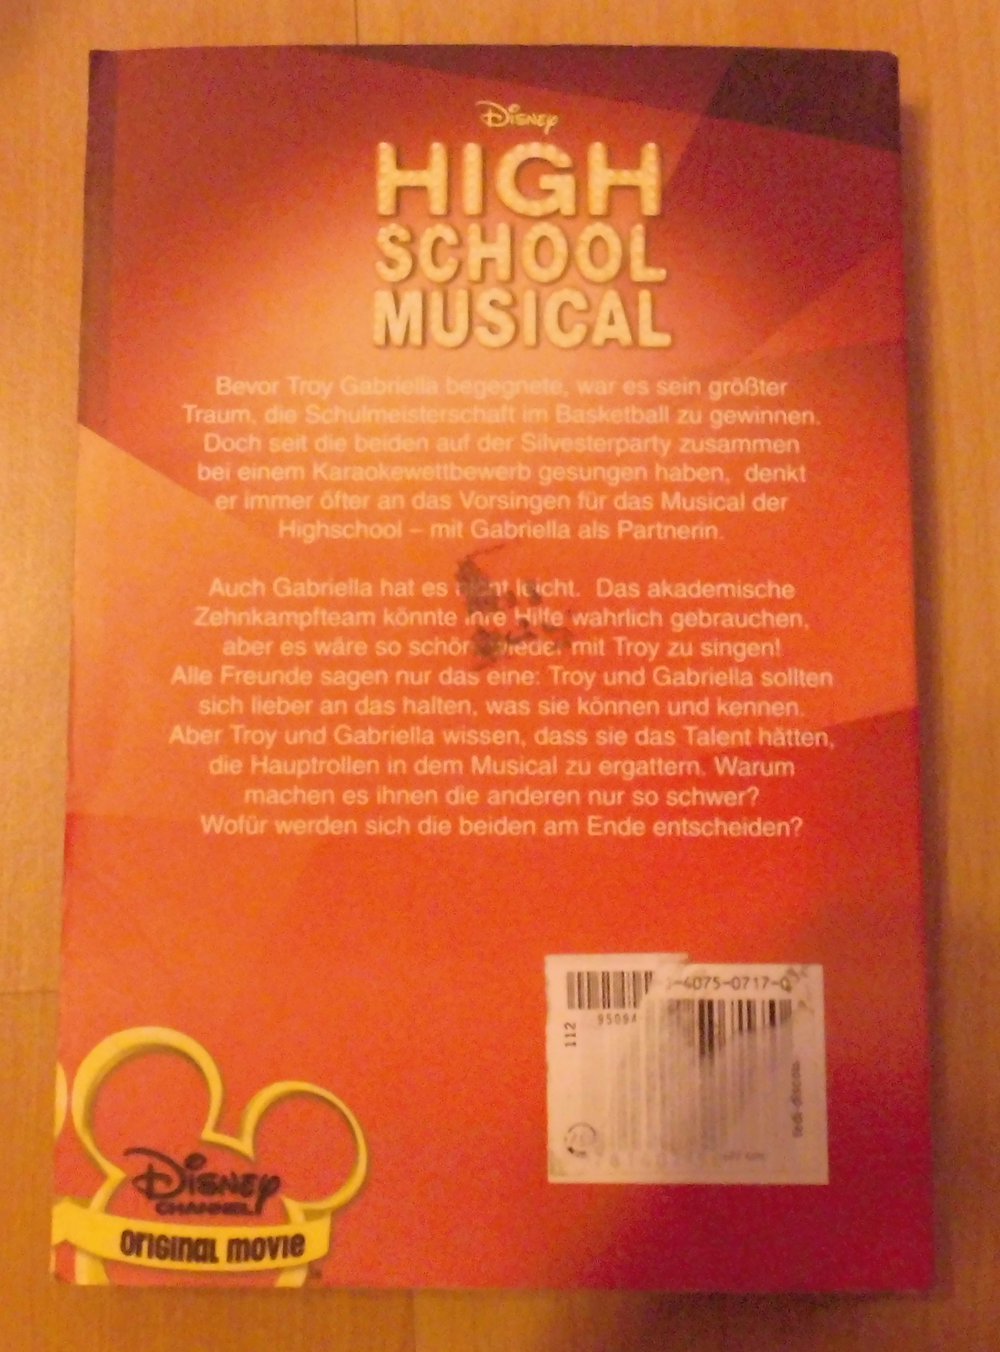 Disney
HIGH
SCHOOL
MUSICAL
Bevor Troy Gabriella begegnete, war es sein größter
Traum, die Schulmeisterschaft im Basketball zu gewinnen.
Doch seit die beiden auf der Silvesterparty zusammen
bei einem Karaokewettbewerb gesungen haben, denkt
er immer öfter an das Vorsingen für das Musical der
Highschool – mit Gabriella als Partnerin.
Auch Gabriella hat es nicht leicht. Das akademische
Zehnkampfteam könnte ihre Hilfe wahrlich gebrauchen,
aber es wäre so schön, wieder mit Troy zu singen!
Alle Freunde sagen nur das eine: Troy und Gabriella sollten
sich lieber an das halten, was sie können und kennen.
Aber Troy und Gabriella wissen, dass sie das Talent hätten,
die Hauptrollen in dem Musical zu ergattern. Warum
machen es ihnen die anderen nur so schwer?
Wofür werden sich die beiden am Ende entscheiden?
-4075-0717-
95094
112
Disney
CHANNEL
ORIGINAL MOVIE